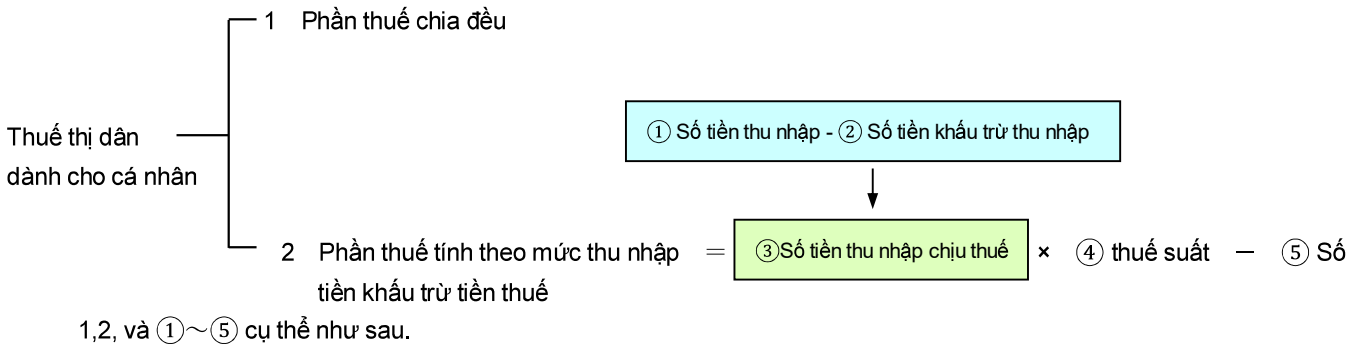 1 Phần thuế chia đều
Thuế thị dân
dành cho cá nhân
① Số tiền thu nhập - ② Số tiền khấu trừ thu nhập
2 Phần thuế tính theo mức thu nhập = ③Số tiền thu nhập chịu thuế × ④ thuế suất － ⑤ Số
tiền khấu trừ tiền thuế
1,2, và ①～⑤ cụ thể như sau.